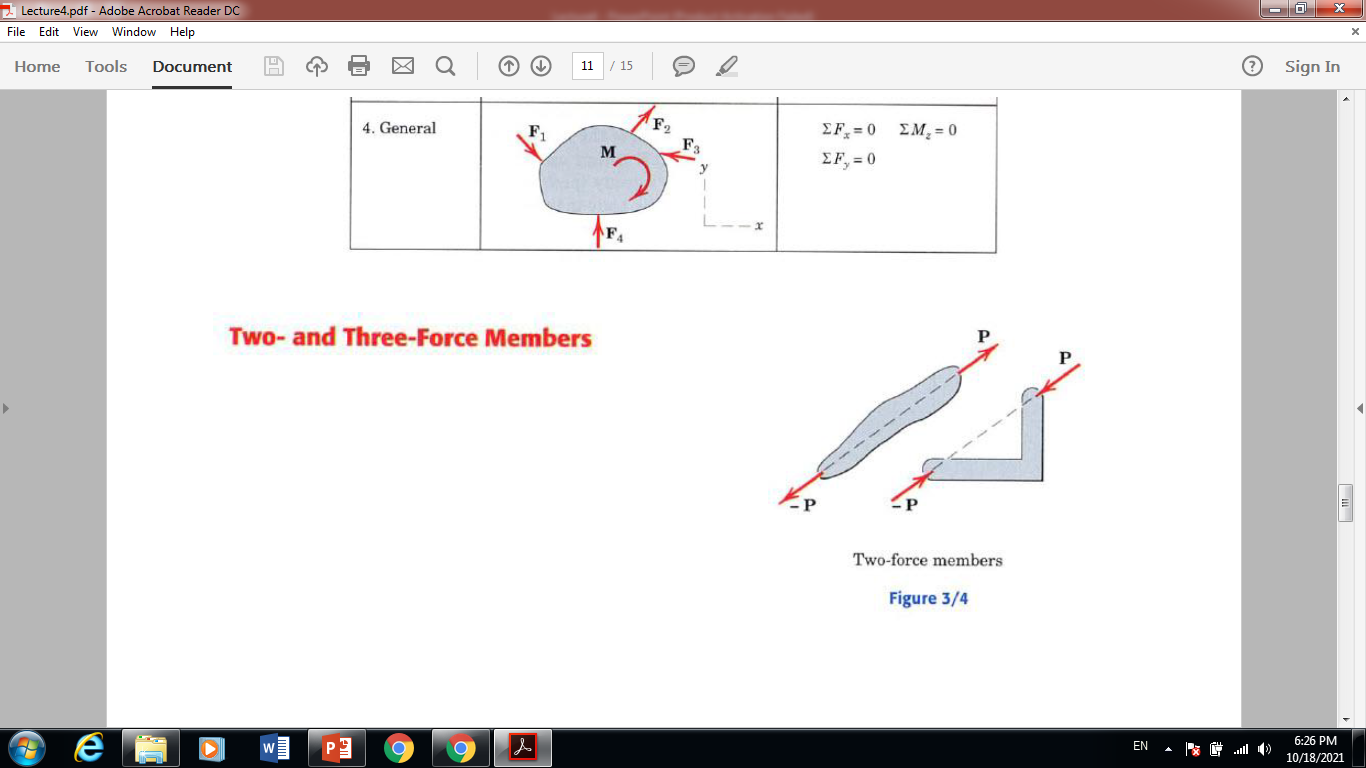 Lecture4.pdf - Adobe Acrobat Reader DC
File Edit View Window Help
Home Tools Document 11 / 15 Sign In
4. General
F1
F2
F3
M
F4
y
x
ΣFx = 0 ΣMz = 0
ΣFy = 0
Two- and Three-Force Members
P
P
– P
– P
Two-force members
Figure 3/4
EN
6:26 PM
10/18/2021